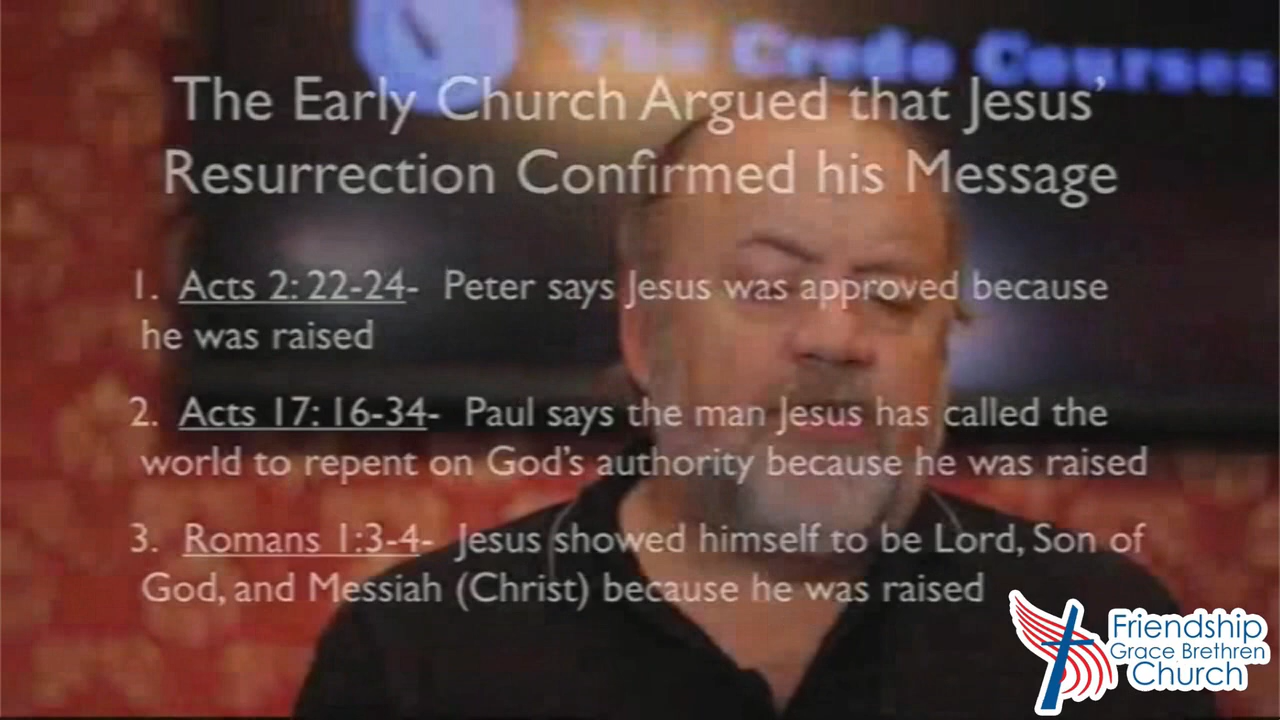 The Credo Courses
The Early Church Argued that Jesus’
Resurrection Confirmed his Message
1. Acts 2: 22-24- Peter says Jesus was approved because
he was raised
2. Acts 17: 16-34- Paul says the man Jesus has called the
world to repent on God’s authority because he was raised
3. Romans 1:3-4- Jesus showed himself to be Lord, Son of
God, and Messiah (Christ) because he was raised
Friendship
Grace Brethren
Church